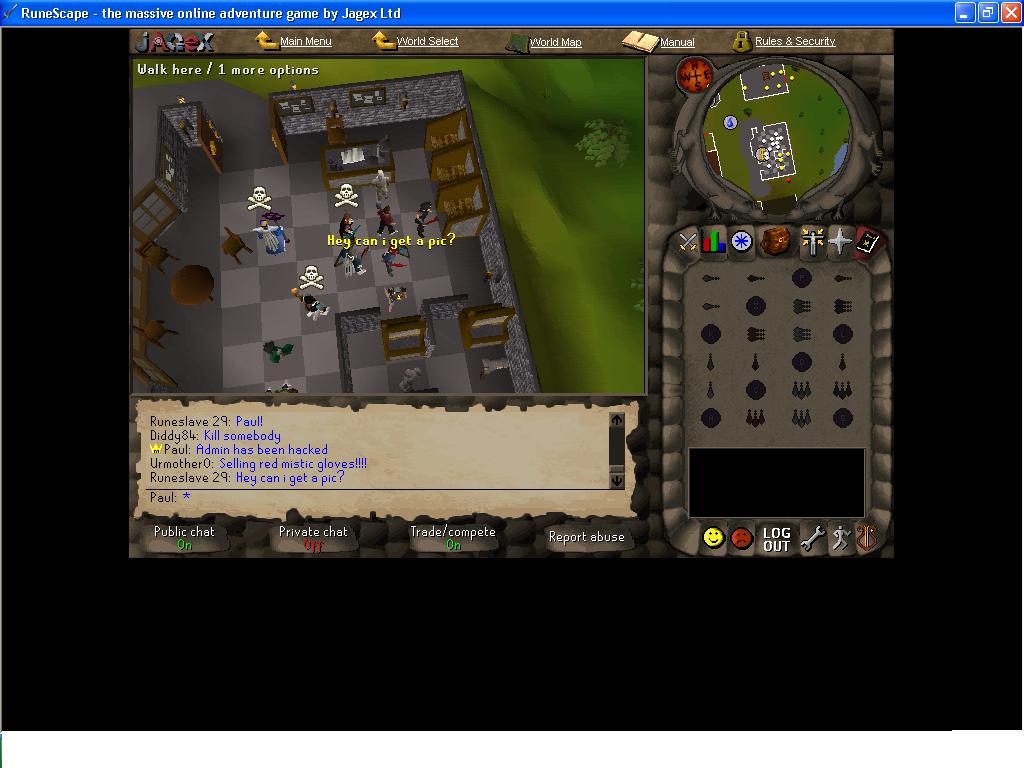 RuneScape - the massive online adventure game by Jagex Ltd
JAGEX Main Menu World Select World Map Manual Rules & Security
Walk here / 1 more options
Hey can i get a pic?
Runeslave 29: Paul!
Diddy84: Kill somebody
Paul: Admin has been hacked
Urmother0: Selling red mistic gloves!!!!
Runeslave 29: Hey can i get a pic?
Paul: *
Public chat
On
Private chat
Off
Trade/compete
On
Report abuse
LOG
OUT